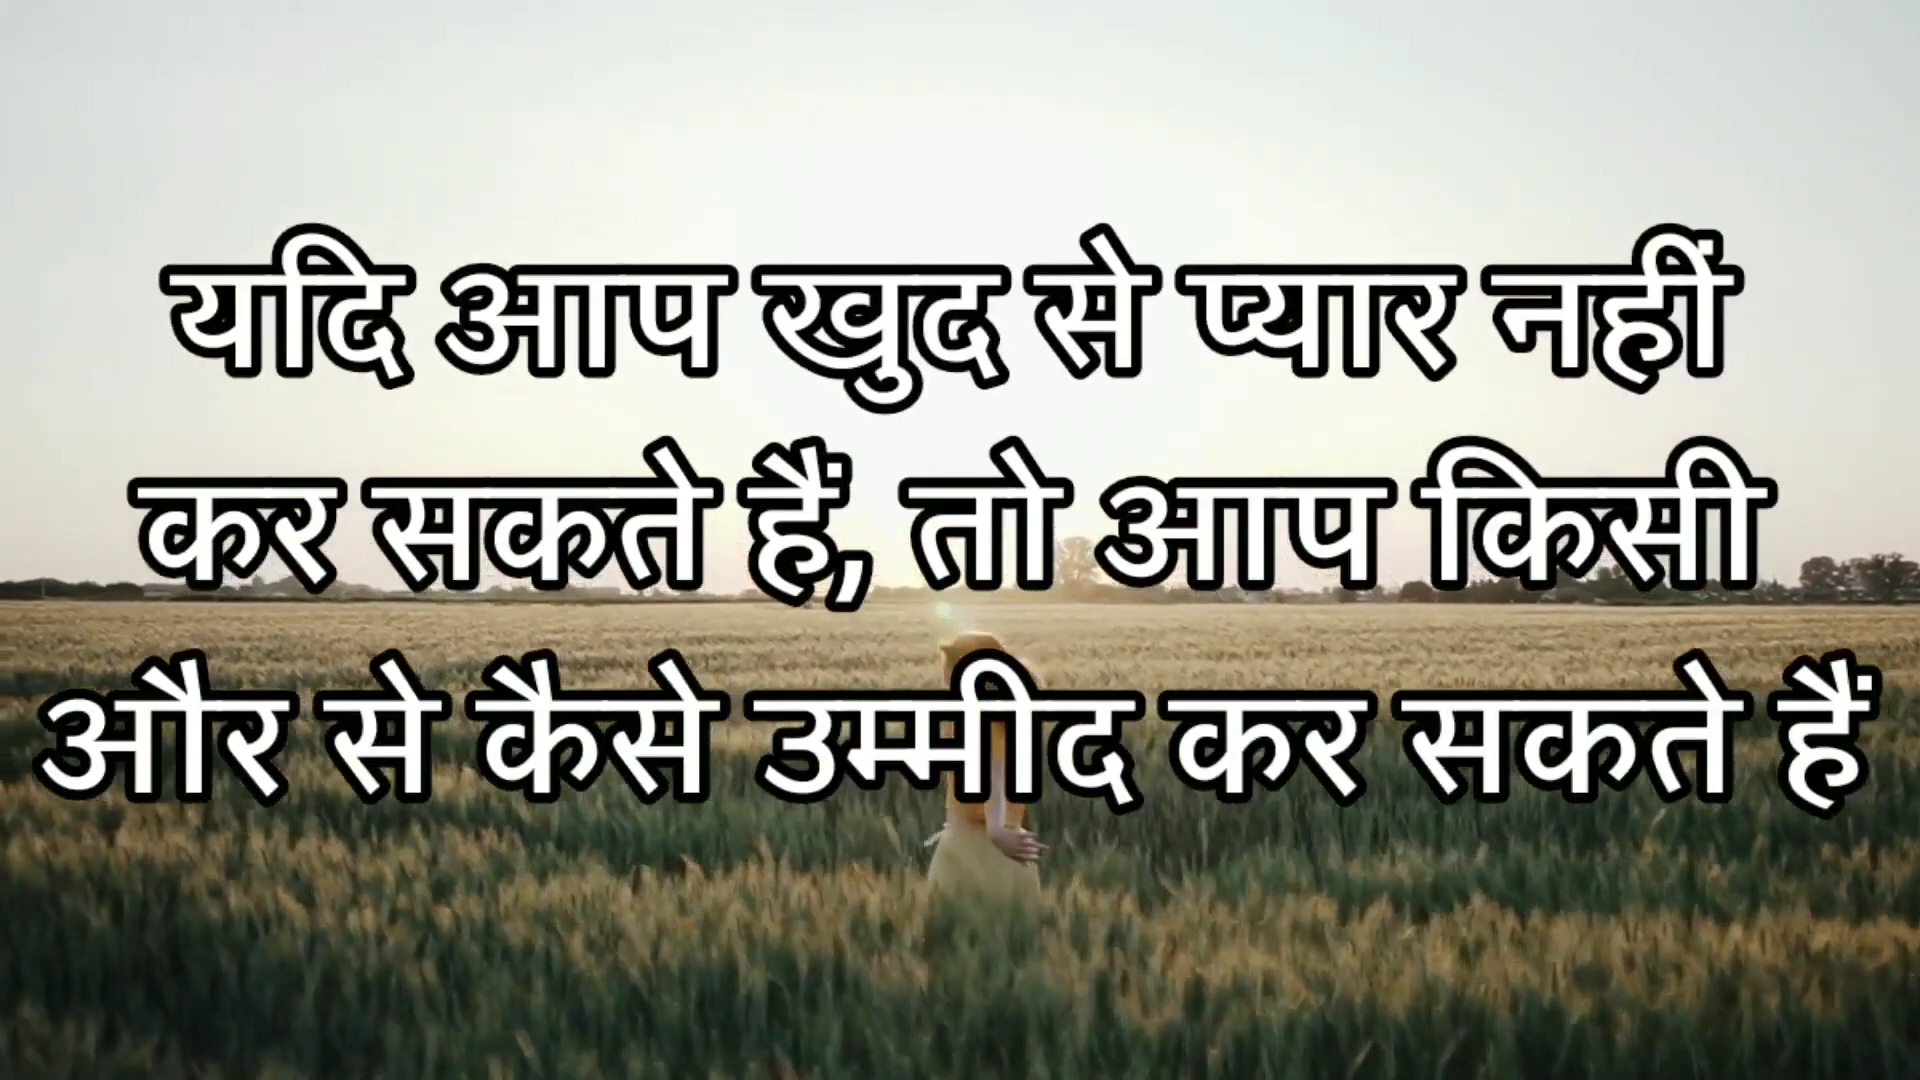 यदि आप खुद से प्यार नहीं
कर सकते हैं, तो आप किसी
और से कैसे उम्मीद कर सकते हैं